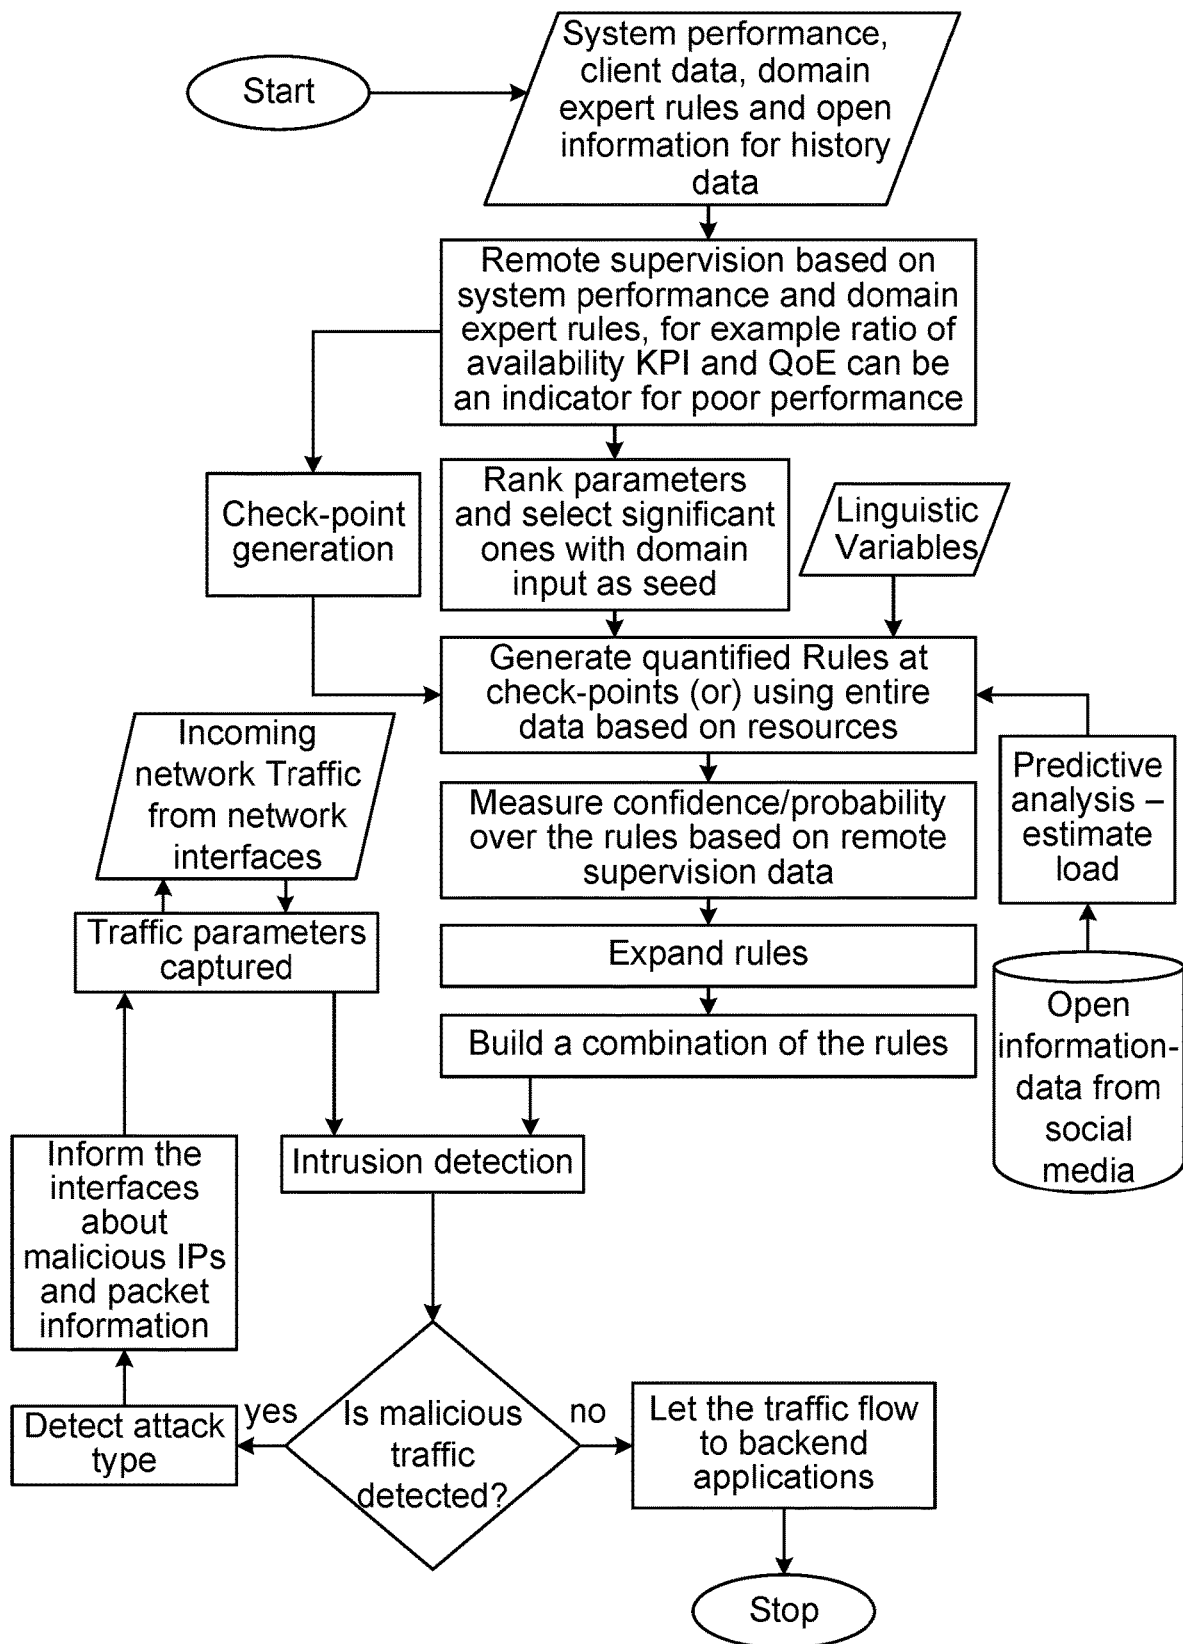 Start
System performance,
client data, domain
expert rules and open
information for history
data
Remote supervision based on
system performance and domain
expert rules, for example ratio of
availability KPI and QoE can be
an indicator for poor performance
Check-point
generation
Rank parameters
and select significant
ones with domain
input as seed
Linguistic
Variables
Generate quantified Rules at
check-points (or) using entire
data based on resources
Incoming
network Traffic
from network
interfaces
Measure confidence/probability
over the rules based on remote
supervision data
Predictive
analysis –
estimate
load
Traffic parameters
captured
Expand rules
Build a combination of the rules
Open
information-
data from
social
media
Inform the
interfaces
about
malicious IPs
and packet
information
Intrusion detection
Detect attack
type
yes
Is malicious
traffic
detected?
no
Let the traffic flow
to backend
applications
Stop